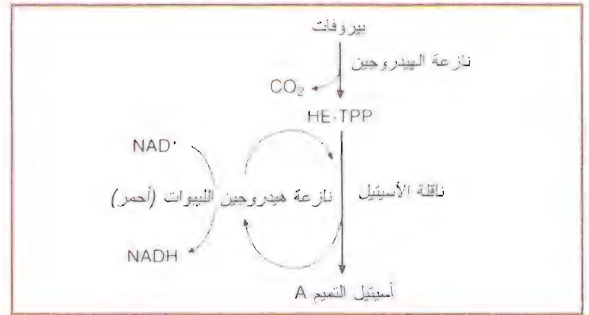 بيروفات
نازعة الهيدروجين
CO₂
HE-TPP
NAD⁺
ناقلة الأسيتيل
نازعة هيدروجين الليبوات (أحمر)
NADH
أسيتيل التميم A